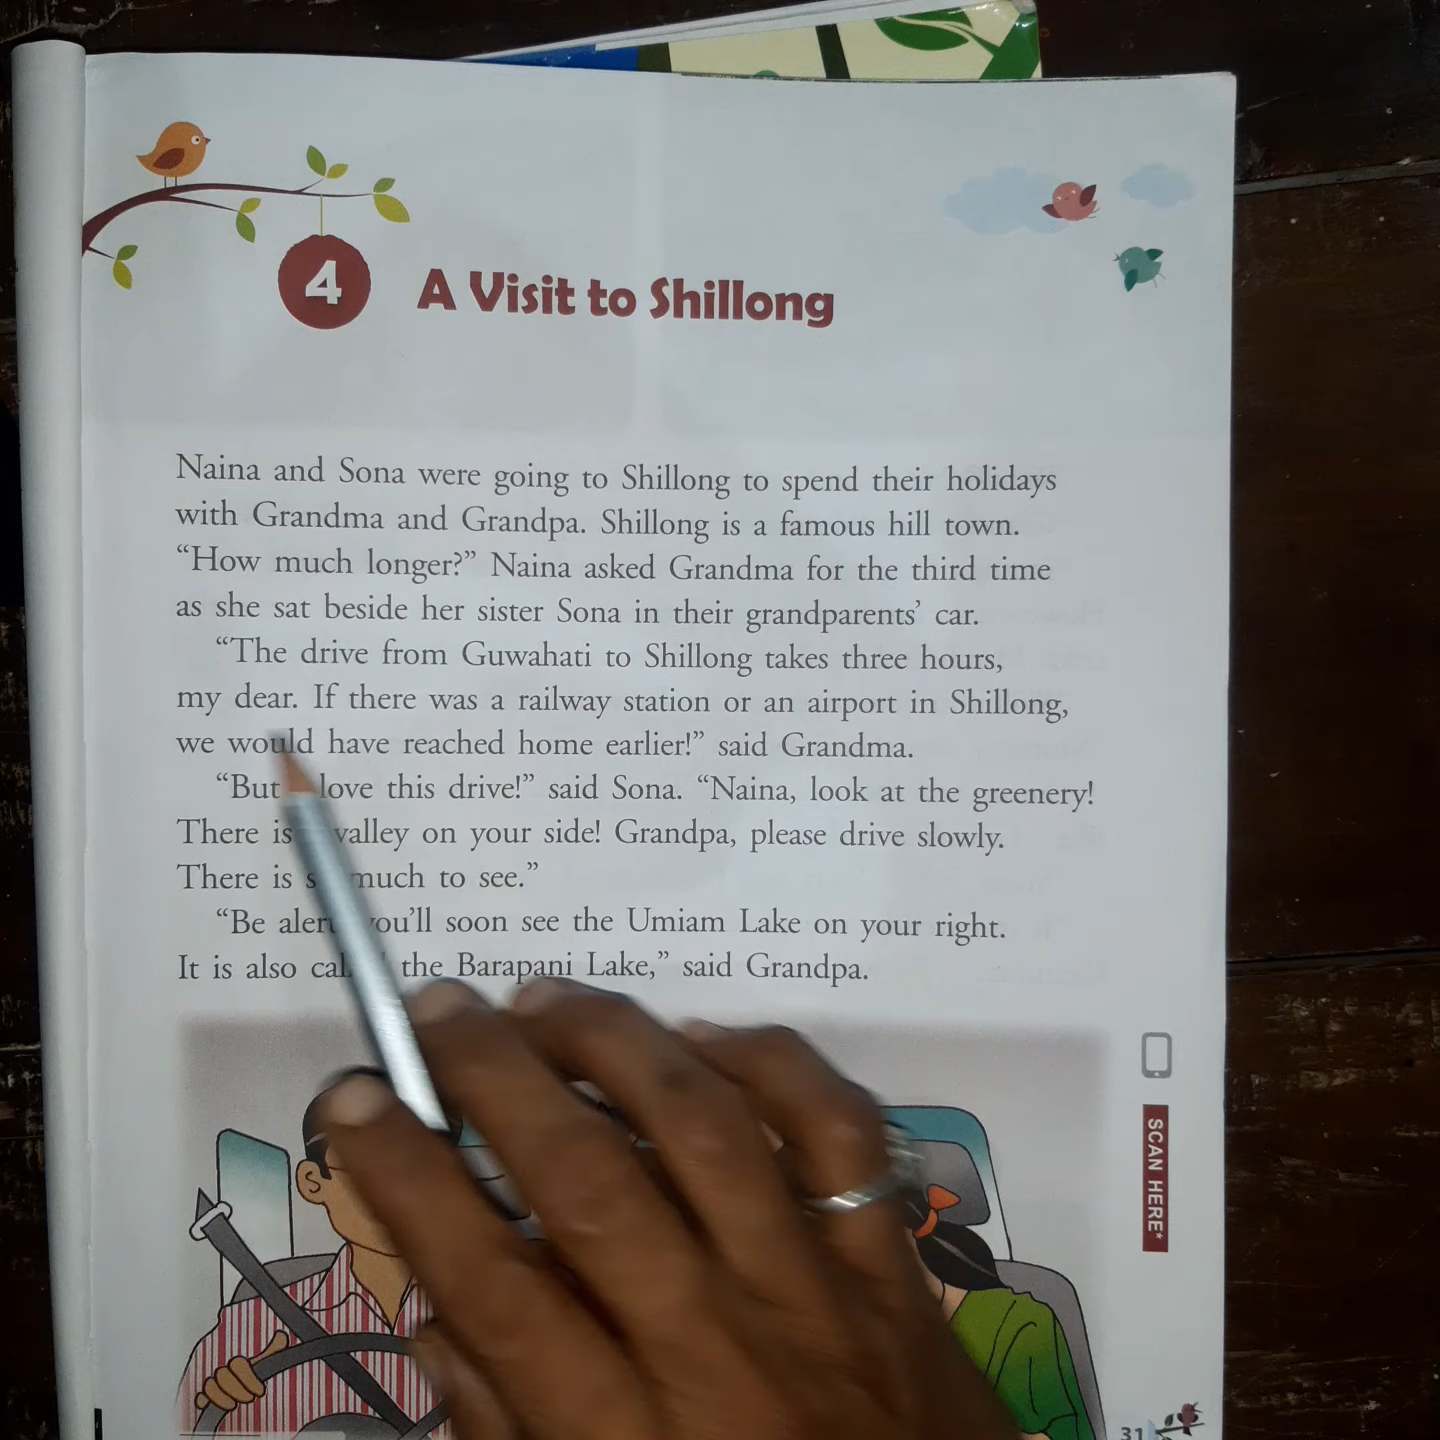 4 A Visit to Shillong
Naina and Sona were going to Shillong to spend their holidays
with Grandma and Grandpa. Shillong is a famous hill town.
“How much longer?” Naina asked Grandma for the third time
as she sat beside her sister Sona in their grandparents’ car.
“The drive from Guwahati to Shillong takes three hours,
my dear. If there was a railway station or an airport in Shillong,
we would have reached home earlier!” said Grandma.
“But love this drive!” said Sona. “Naina, look at the greenery!
There is valley on your side! Grandpa, please drive slowly.
There is much to see.”
“Be alert you’ll soon see the Umiam Lake on your right.
It is also the Barapani Lake,” said Grandpa.
SCAN HERE*
31